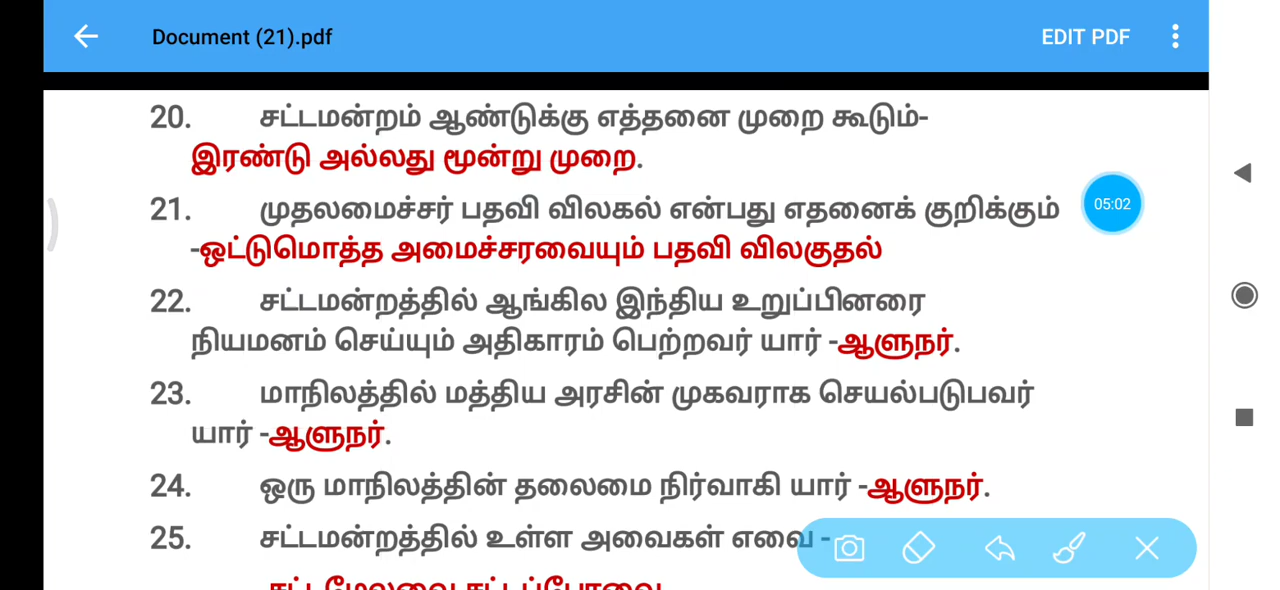 Document (21).pdf
EDIT PDF
20. சட்டமன்றம் ஆண்டுக்கு எத்தனை முறை கூடும்-
இரண்டு அல்லது மூன்று முறை.
21. முதலமைச்சர் பதவி விலகல் என்பது எதனைக் குறிக்கும்
-ஒட்டுமொத்த அமைச்சரவையும் பதவி விலகுதல்
05:02
22. சட்டமன்றத்தில் ஆங்கில இந்திய உறுப்பினரை
நியமனம் செய்யும் அதிகாரம் பெற்றவர் யார் -ஆளுநர்.
23. மாநிலத்தில் மத்திய அரசின் முகவராக செயல்படுபவர்
யார் -ஆளுநர்.
24. ஒரு மாநிலத்தின் தலைமை நிர்வாகி யார் -ஆளுநர்.
25. சட்டமன்றத்தில் உள்ள அவைகள் எவை -